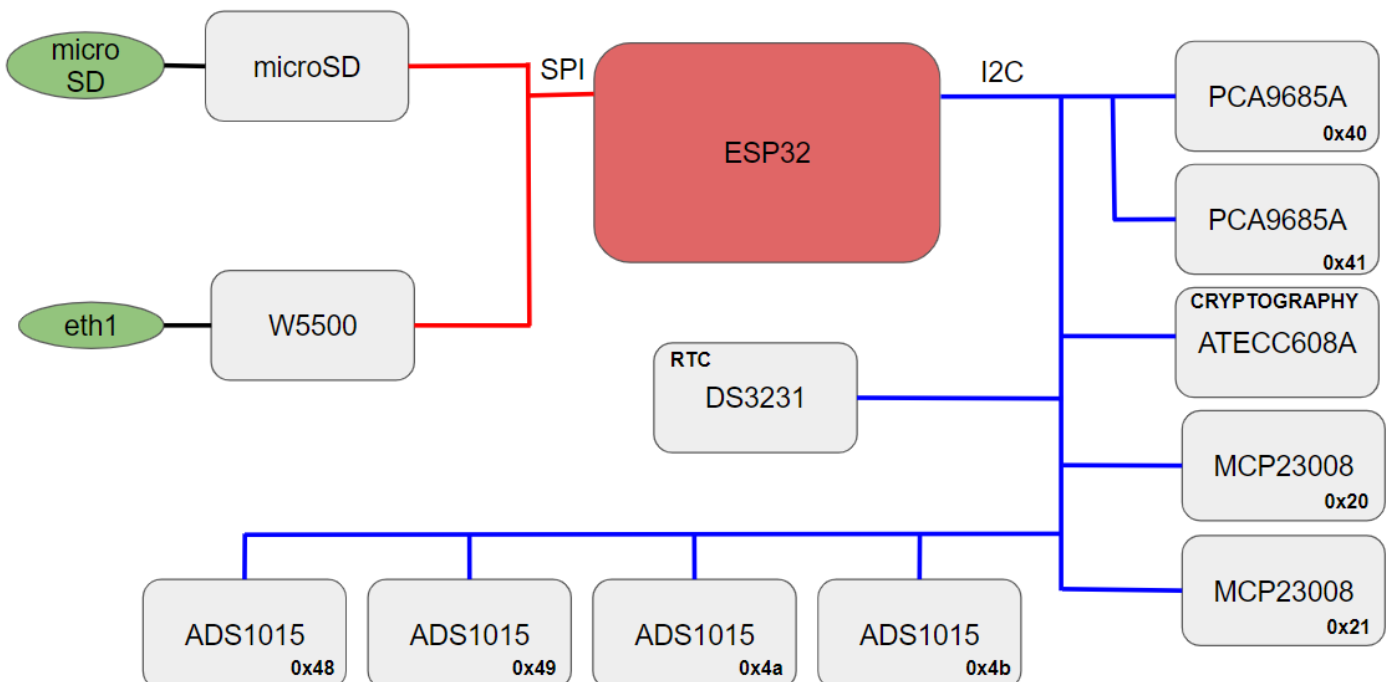 micro
SD
microSD
SPI
ESP32
I2C
PCA9685A
0x40
PCA9685A
0x41
eth1
W5500
CRYPTOGRAPHY
ATECC608A
RTC
DS3231
MCP23008
0x20
MCP23008
0x21
ADS1015
0x48
ADS1015
0x49
ADS1015
0x4a
ADS1015
0x4b